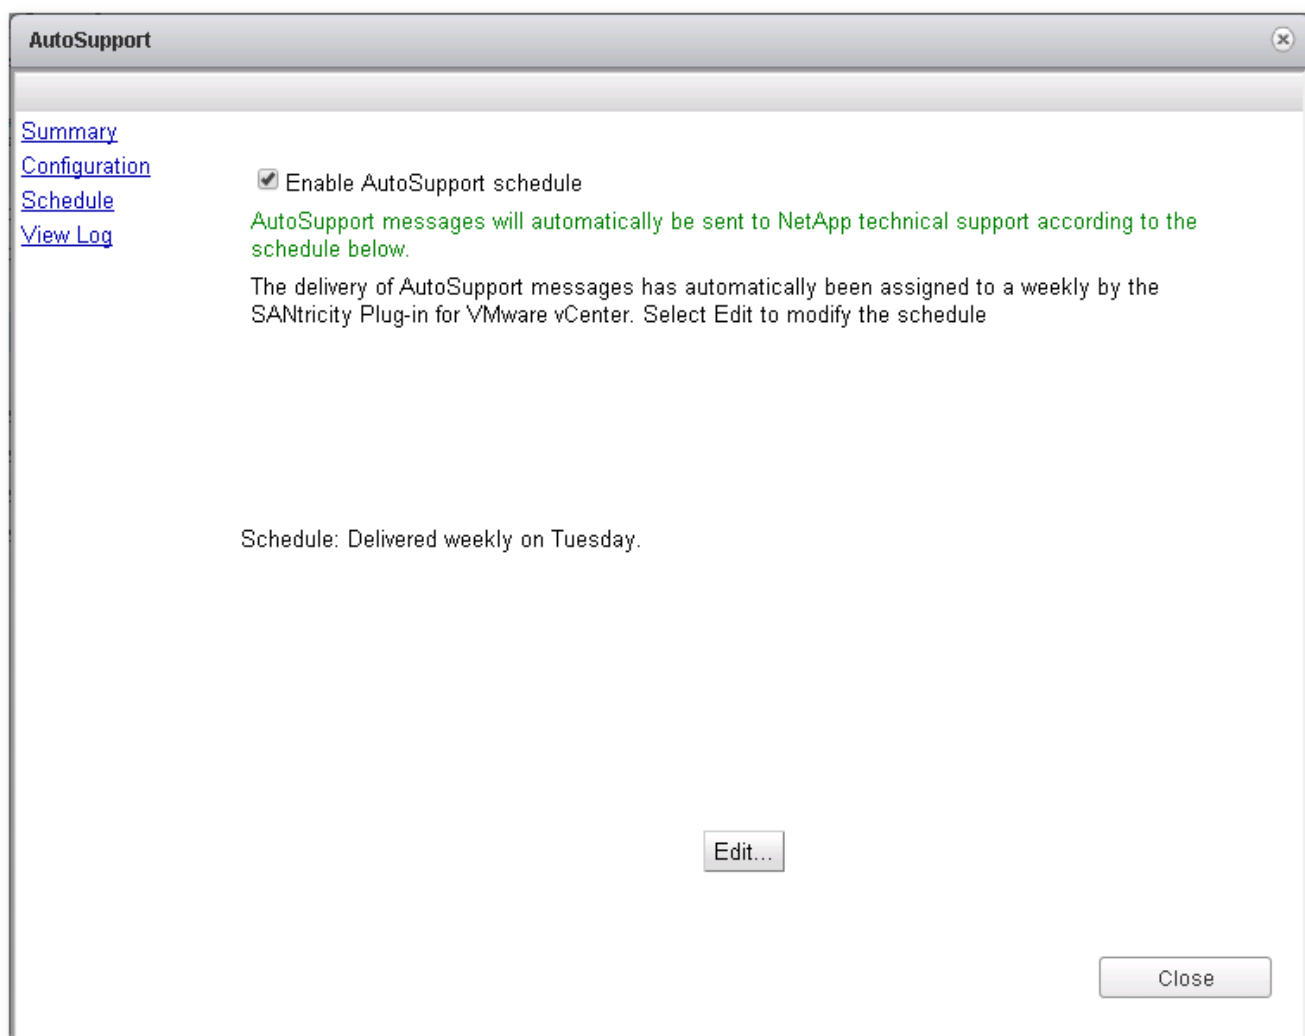 AutoSupport
Summary
Configuration
Schedule
View Log
Enable AutoSupport schedule
AutoSupport messages will automatically be sent to NetApp technical support according to the
schedule below.
The delivery of AutoSupport messages has automatically been assigned to a weekly by the
SANtricity Plug-in for VMware vCenter. Select Edit to modify the schedule
Schedule: Delivered weekly on Tuesday.
Edit...
Close